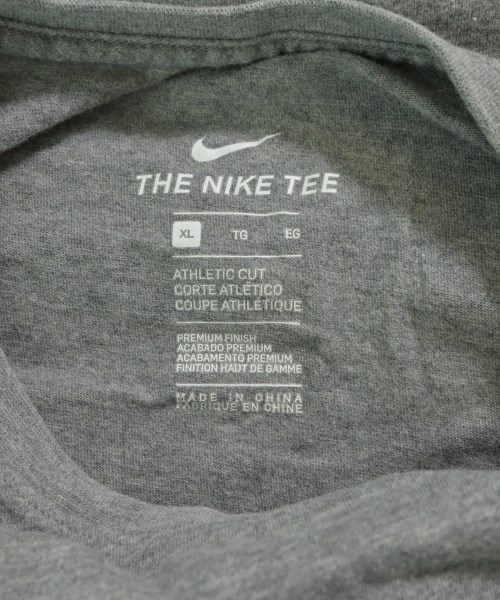 THE NIKE TEE
XL TG EG
ATHLETIC CUT
CORTE ATLÉTICO
COUPE ATHLÉTIQUE
PREMIUM FINISH
ACABADO PREMIUM
ACABAMENTO PREMIUM
FINITION HAUT DE GAMME
MADE IN CHINA
FABRIQUÉ EN CHINE